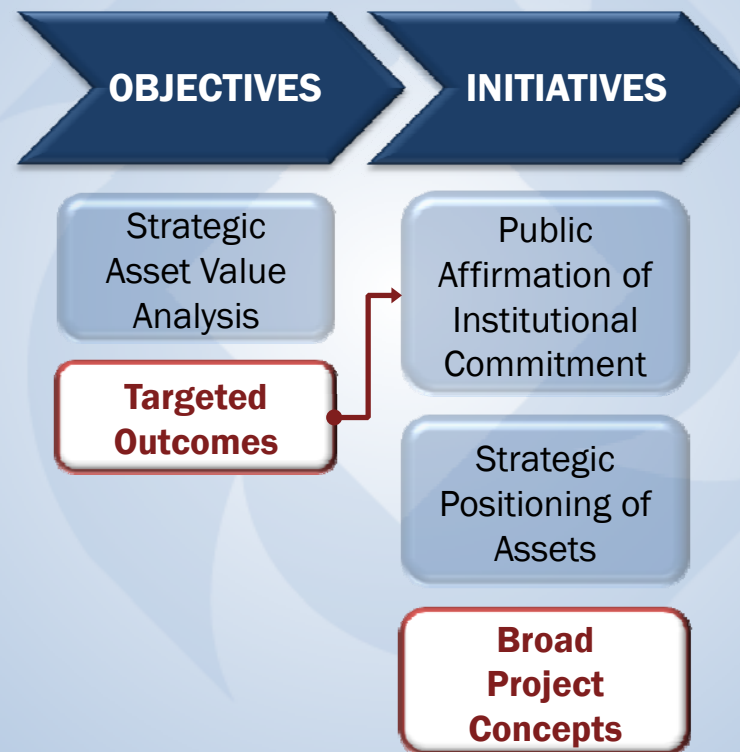 OBJECTIVES
INITIATIVES
Strategic
Asset Value
Analysis
Targeted
Outcomes
Public
Affirmation of
Institutional
Commitment
Strategic
Positioning of
Assets
Broad
Project
Concepts